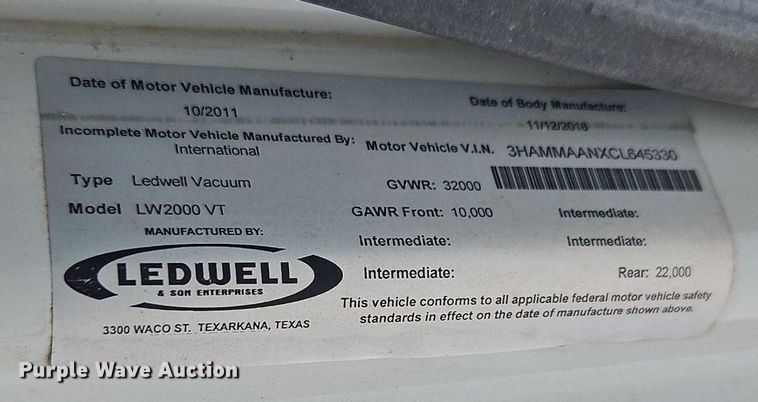 Date of Motor Vehicle Manufacture:
10/2011
Date of Body Manufacture:
11/12/2018
Incomplete Motor Vehicle Manufactured By:
International
Motor Vehicle V.I.N. 3HAMMAANXCL645330
Type Ledwell Vacuum
GVWR: 32000
Model LW2000 VT
GAWR Front: 10,000
Intermediate:
MANUFACTURED BY:
Intermediate:
Intermediate:
LEDWELL
& SON ENTERPRISES
Intermediate:
Rear: 22,000
3300 WACO ST. TEXARKANA, TEXAS
This vehicle conforms to all applicable federal motor vehicle safety
standards in effect on the date of manufacture shown above.
Purple Wave Auction